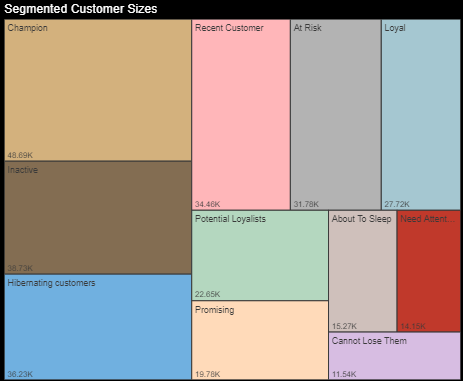 Segmented Customer Sizes
Champion
48.69K
Inactive
38.73K
Hibernating customers
36.23K
Recent Customer
34.46K
At Risk
31.78K
Loyal
27.72K
Potential Loyalists
22.65K
Promising
19.78K
About To Sleep
15.27K
Need Attent...
14.15K
Cannot Lose Them
11.54K